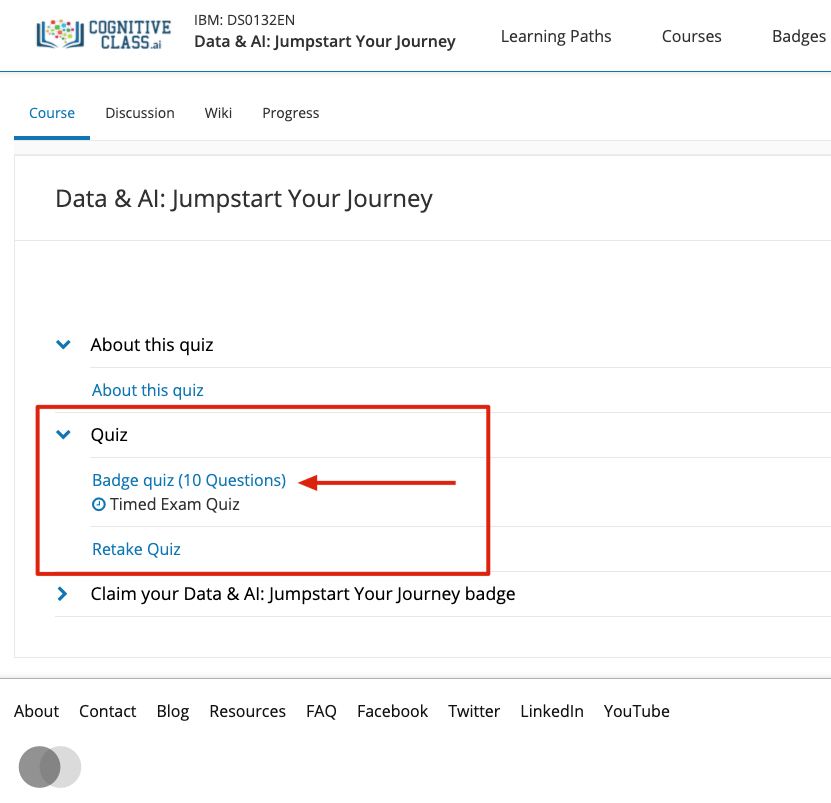 COGNITIVE
CLASS.ai
IBM: DS0132EN
Data & AI: Jumpstart Your Journey
Learning Paths
Courses
Badges
Course
Discussion
Wiki
Progress
Data & AI: Jumpstart Your Journey
About this quiz
About this quiz
Quiz
Badge quiz (10 Questions)
Timed Exam Quiz
Retake Quiz
Claim your Data & AI: Jumpstart Your Journey badge
About
Contact
Blog
Resources
FAQ
Facebook
Twitter
LinkedIn
YouTube